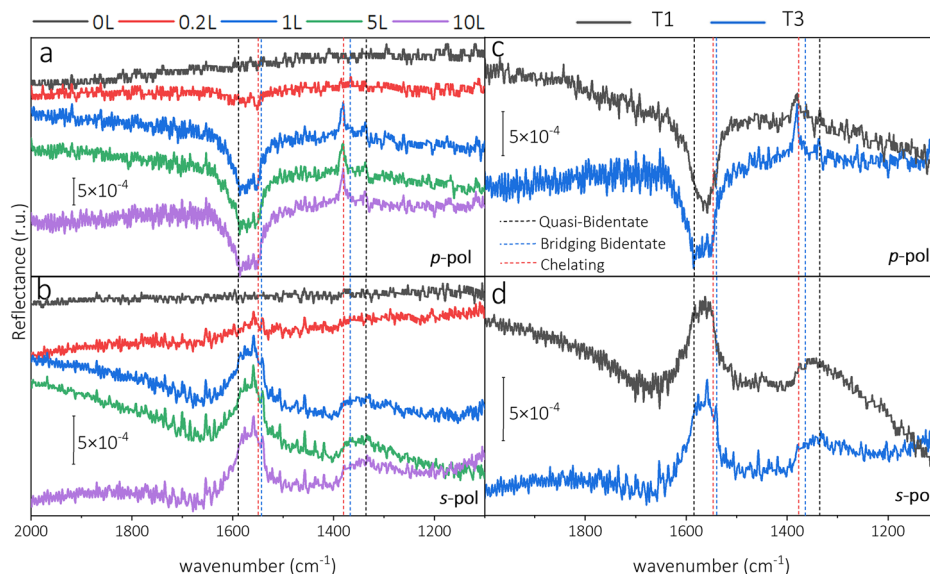 0L 0.2L 1L 5L 10L T1 T3
a c
5×10⁻⁴
5×10⁻⁴
Quasi-Bidentate
Bridging Bidentate
Chelating
p-pol p-pol
Reflectance (r.u.)
b d
5×10⁻⁴
5×10⁻⁴
s-pol s-pol
2000 1800 1600 1400 1200 1800 1600 1400 1200
wavenumber (cm⁻¹) wavenumber (cm⁻¹)